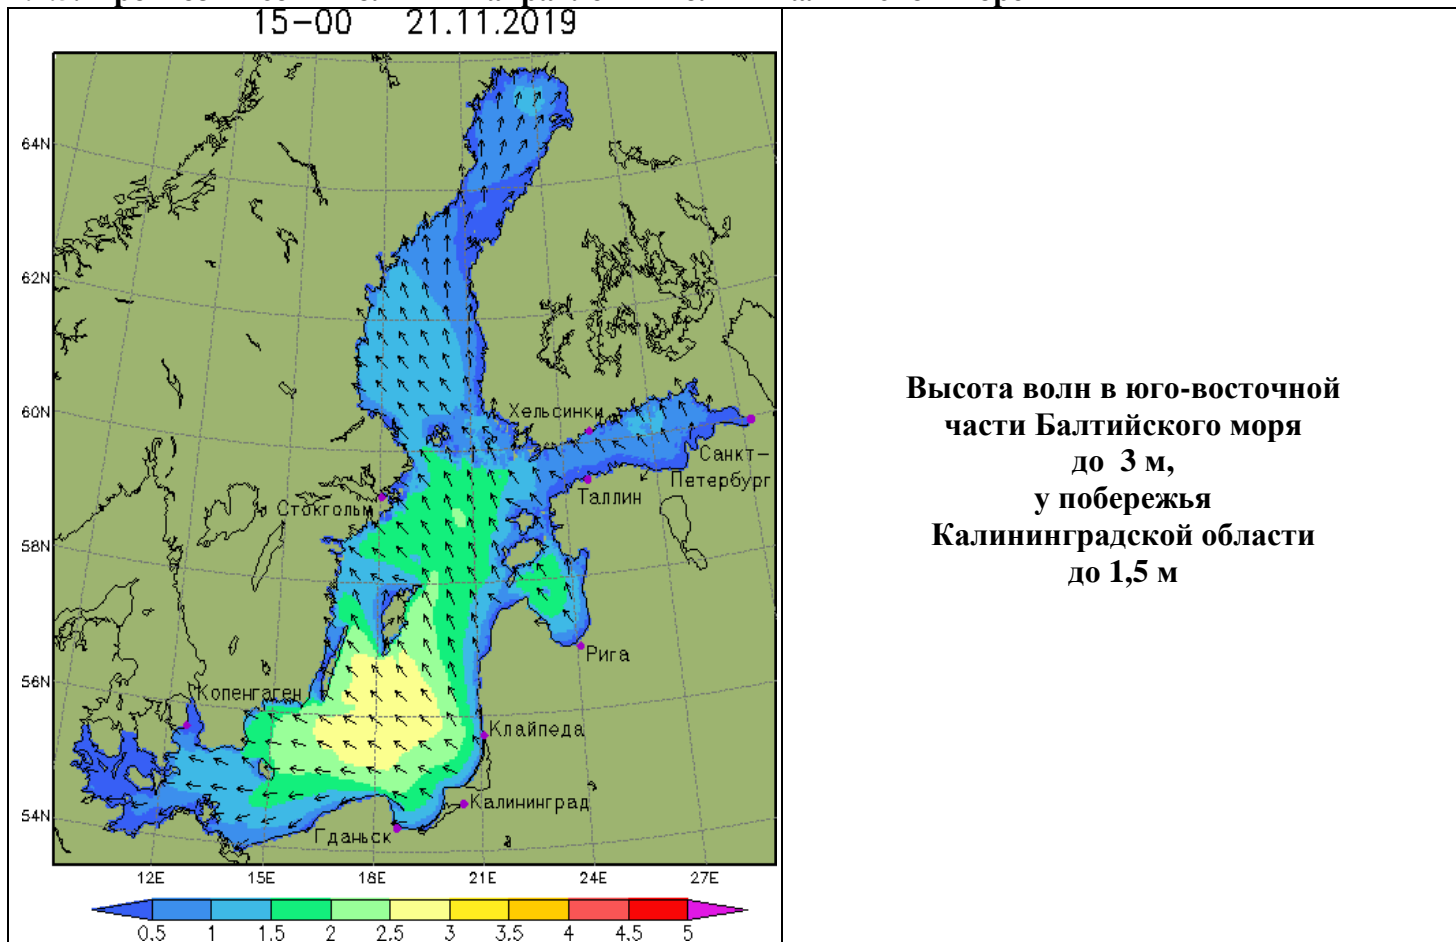 15-00 21.11.2019
64N
62N
60N
58N
56N
54N
Хельсинки
Санкт-
Петербург
Таллин
Стокгольм
Рига
Копенгаген
Клайпеда
Калининград
Гданьск
12E 15E 18E 21E 24E 27E
0.5 1 1.5 2 2.5 3 3.5 4 4.5 5
Высота волн в юго-восточной
части Балтийского моря
до 3 м,
у побережья
Калининградской области
до 1,5 м